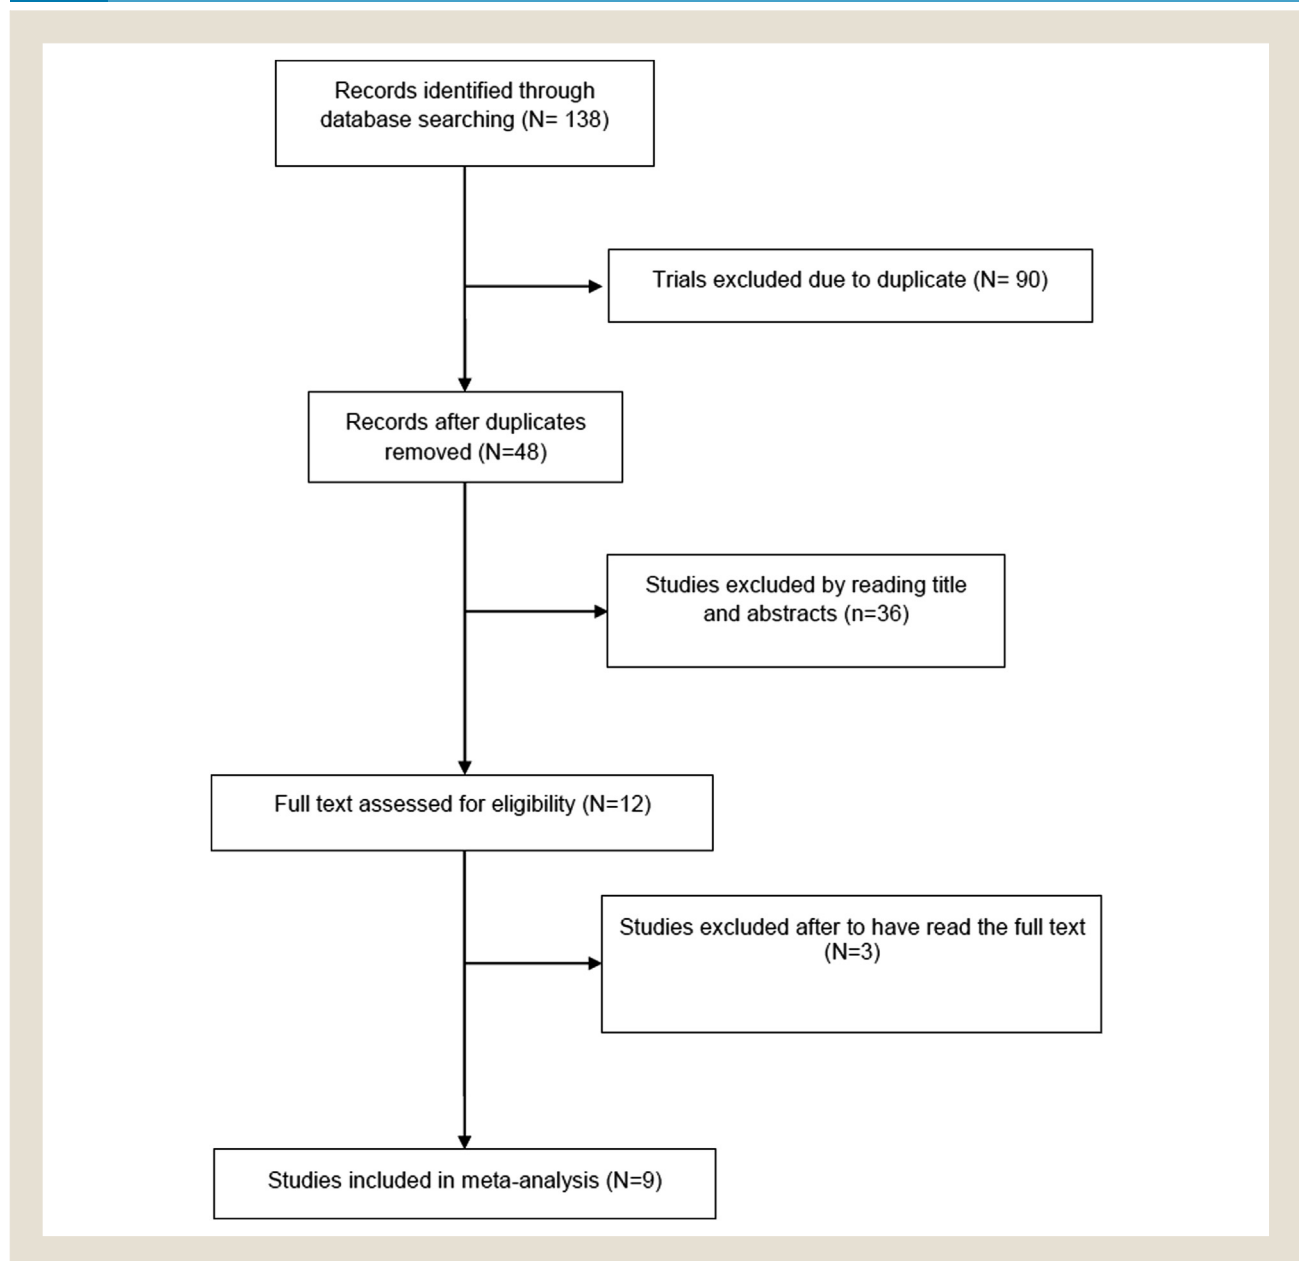 Records identified through
database searching (N= 138)
Trials excluded due to duplicate (N= 90)
Records after duplicates
removed (N=48)
Studies excluded by reading title
and abstracts (n=36)
Full text assessed for eligibility (N=12)
Studies excluded after to have read the full text
(N=3)
Studies included in meta-analysis (N=9)